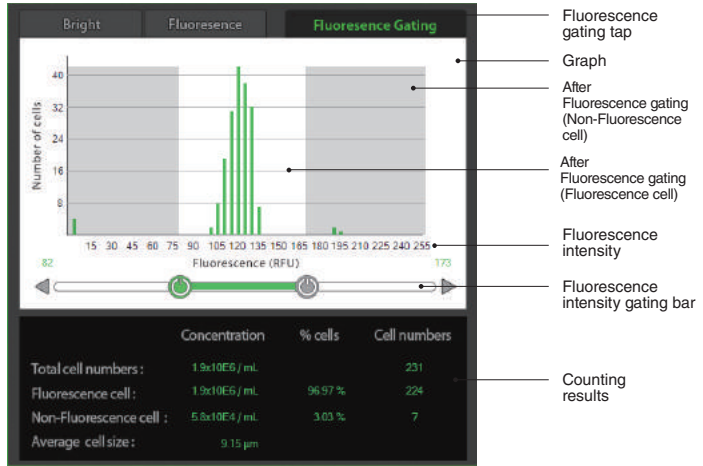 Bright Fluoresence Fluoresence Gating
Fluorescence
gating tap
Graph
After
Fluorescence gating
(Non-Fluorescence
cell)
After
Fluorescence gating
(Fluorescence cell)
Fluorescence
intensity
Fluorescence
intensity gating bar
Counting
results
Number of cells
40
32
24
16
8
15 30 45 60 75 90 105 120 135 150 165 180 195 210 225 240 255
82 Fluorescence (RFU) 173
Concentration % cells Cell numbers
Total cell numbers : 1.9x10E6 / mL 231
Fluorescence cell : 1.9x10E6 / mL 96.97 % 224
Non-Fluorescence cell : 5.8x10E4 / mL 3.03 % 7
Average cell size : 9.15 µm